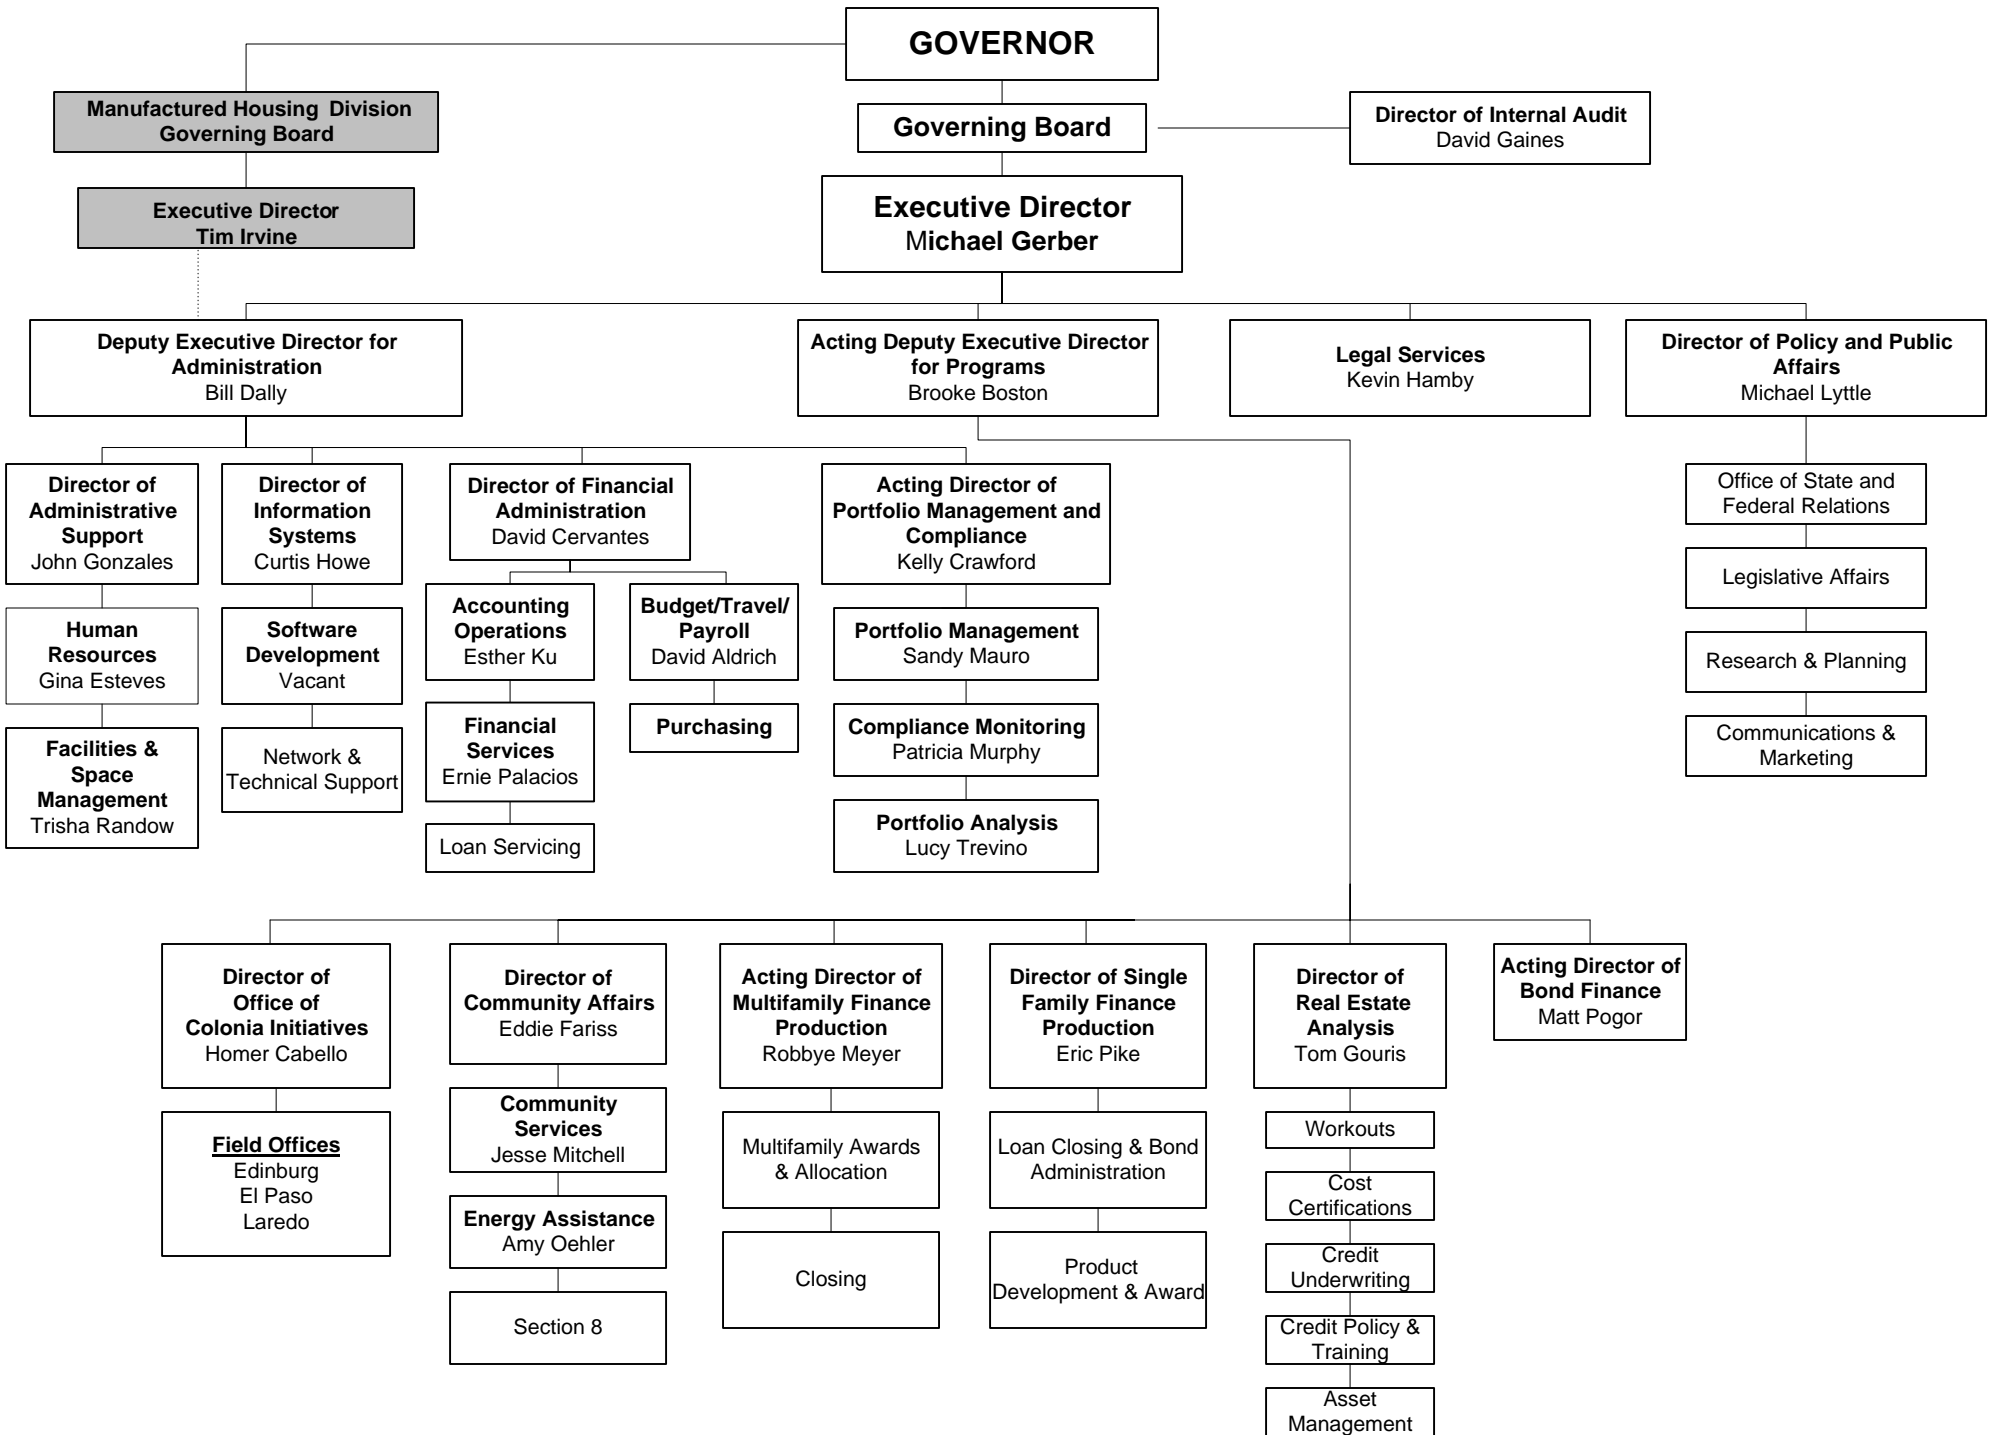 GOVERNOR
Manufactured Housing Division
Governing Board
Governing Board
Director of Internal Audit
David Gaines
Executive Director
Tim Irvine
Executive Director
Michael Gerber
Deputy Executive Director for
Administration
Bill Dally
Acting Deputy Executive Director
for Programs
Brooke Boston
Legal Services
Kevin Hamby
Director of Policy and Public
Affairs
Michael Lyttle
Director of
Administrative
Support
John Gonzales
Director of
Information
Systems
Curtis Howe
Director of Financial
Administration
David Cervantes
Acting Director of
Portfolio Management and
Compliance
Kelly Crawford
Office of State and
Federal Relations
Legislative Affairs
Research & Planning
Communications &
Marketing
Human
Resources
Gina Esteves
Facilities &
Space
Management
Trisha Randow
Software
Development
Vacant
Network &
Technical Support
Accounting
Operations
Esther Ku
Financial
Services
Ernie Palacios
Loan Servicing
Budget/Travel/
Payroll
David Aldrich
Purchasing
Portfolio Management
Sandy Mauro
Compliance Monitoring
Patricia Murphy
Portfolio Analysis
Lucy Trevino
Director of
Office of
Colonia Initiatives
Homer Cabello
Field Offices
Edinburg
El Paso
Laredo
Director of
Community Affairs
Eddie Fariss
Community
Services
Jesse Mitchell
Energy Assistance
Amy Oehler
Section 8
Acting Director of
Multifamily Finance
Production
Robbye Meyer
Multifamily Awards
& Allocation
Closing
Director of Single
Family Finance
Production
Eric Pike
Loan Closing & Bond
Administration
Product
Development & Award
Director of
Real Estate
Analysis
Tom Gouris
Workouts
Cost
Certifications
Credit
Underwriting
Credit Policy &
Training
Asset
Management
Acting Director of
Bond Finance
Matt Pogor